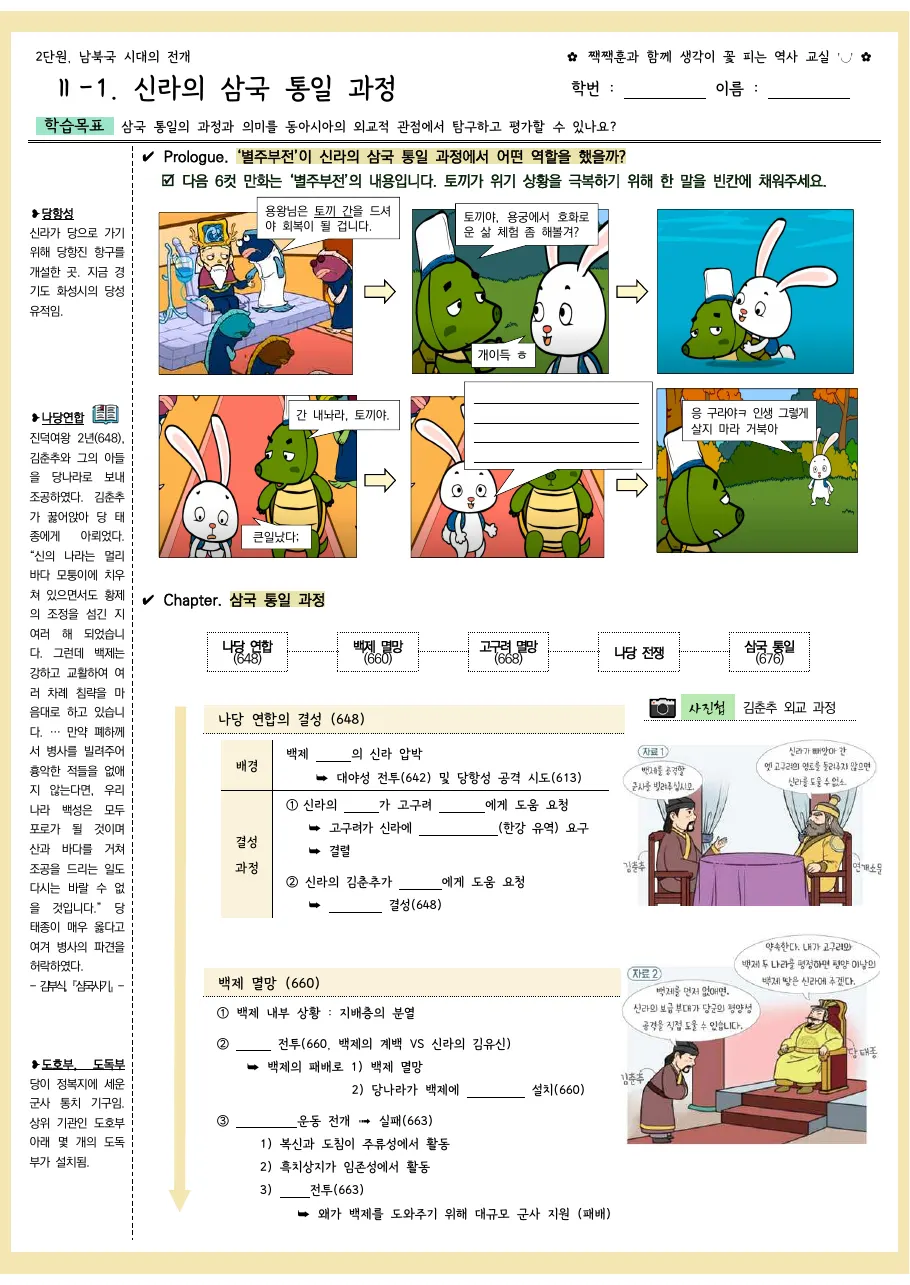 2단원. 남북국 시대의 전개
✿ 짹짹훈과 함께 생각이 꽃 피는 역사 교실 '◡' ✿
Ⅱ-1. 신라의 삼국 통일 과정
학번 : ________ 이름 : ________
학습목표 삼국 통일의 과정과 의미를 동아시아의 외교적 관점에서 탐구하고 평가할 수 있나요?
❥당항성
신라가 당으로 가기
위해 당항진 항구를
개설한 곳. 지금 경
기도 화성시의 당성
유적임.
❥나당연합
진덕여왕 2년(648),
김춘추와 그의 아들
을 당나라로 보내
조공하였다. 김춘추
가 꿇어앉아 당 태
종에게 아뢰었다.
“신의 나라는 멀리
바다 모퉁이에 치우
쳐 있으면서도 황제
의 조정을 섬긴 지
여러 해 되었습니
다. 그런데 백제는
강하고 교활하여 여
러 차례 침략을 마
음대로 하고 있습니
다. … 만약 폐하께
서 병사를 빌려주어
흉악한 적들을 없애
지 않는다면, 우리
나라 백성은 모두
포로가 될 것이며
산과 바다를 거쳐
조공을 드리는 일도
다시는 바랄 수 없
을 것입니다.” 당
태종이 매우 옳다고
여겨 병사의 파견을
허락하였다.
- 김부식, 『삼국사기』 -
❥도호부, 도독부
당이 정복지에 세운
군사 통치 기구임.
상위 기관인 도호부
아래 몇 개의 도독
부가 설치됨.
✔ Prologue. ‘별주부전’이 신라의 삼국 통일 과정에서 어떤 역할을 했을까?
☑ 다음 6컷 만화는 ‘별주부전’의 내용입니다. 토끼가 위기 상황을 극복하기 위해 한 말을 빈칸에 채워주세요.
용왕님은 토끼 간을 드셔
야 회복이 될 겁니다.
토끼야, 용궁에서 호화로
운 삶 체험 좀 해볼겨?
개이득 ㅎ
간 내놔라, 토끼야.
큰일났다;
응 구라야ㅋ 인생 그렇게
살지 마라 거북아
✔ Chapter. 삼국 통일 과정
나당 연합
(648)
백제 멸망
(660)
고구려 멸망
(668)
나당 전쟁
삼국 통일
(676)
나당 연합의 결성 (648)
배경
백제 ____의 신라 압박
➥ 대야성 전투(642) 및 당항성 공격 시도(613)
결성
과정
① 신라의 ____가 고구려 _____에게 도움 요청
➥ 고구려가 신라에 _________(한강 유역) 요구
➥ 결렬
② 신라의 김춘추가 _____에게 도움 요청
➥ ______ 결성(648)
사진첩 김춘추 외교 과정
자료 1
백제를 공격할
군사를 빌려주십시오.
신라가 빼앗아 간
옛 고구려의 영토를 돌려주지 않으면
신라를 도울 수 없소.
김춘추
연개소문
백제 멸망 (660)
① 백제 내부 상황 : 지배층의 분열
② ____ 전투(660, 백제의 계백 VS 신라의 김유신)
➥ 백제의 패배로 1) 백제 멸망
2) 당나라가 백제에 _______ 설치(660)
③ _______운동 전개 ➟ 실패(663)
1) 복신과 도침이 주류성에서 활동
2) 흑치상지가 임존성에서 활동
3) ____전투(663)
➥ 왜가 백제를 도와주기 위해 대규모 군사 지원 (패배)
자료 2
약속한다. 내가 고구려와
백제 두 나라를 평정하면 평양 이남의
백제 땅은 신라에 주겠다.
백제를 먼저 없애면,
신라의 보급 부대가 당군의 평양성
공격을 직접 도울 수 있습니다.
김춘추
당 태종